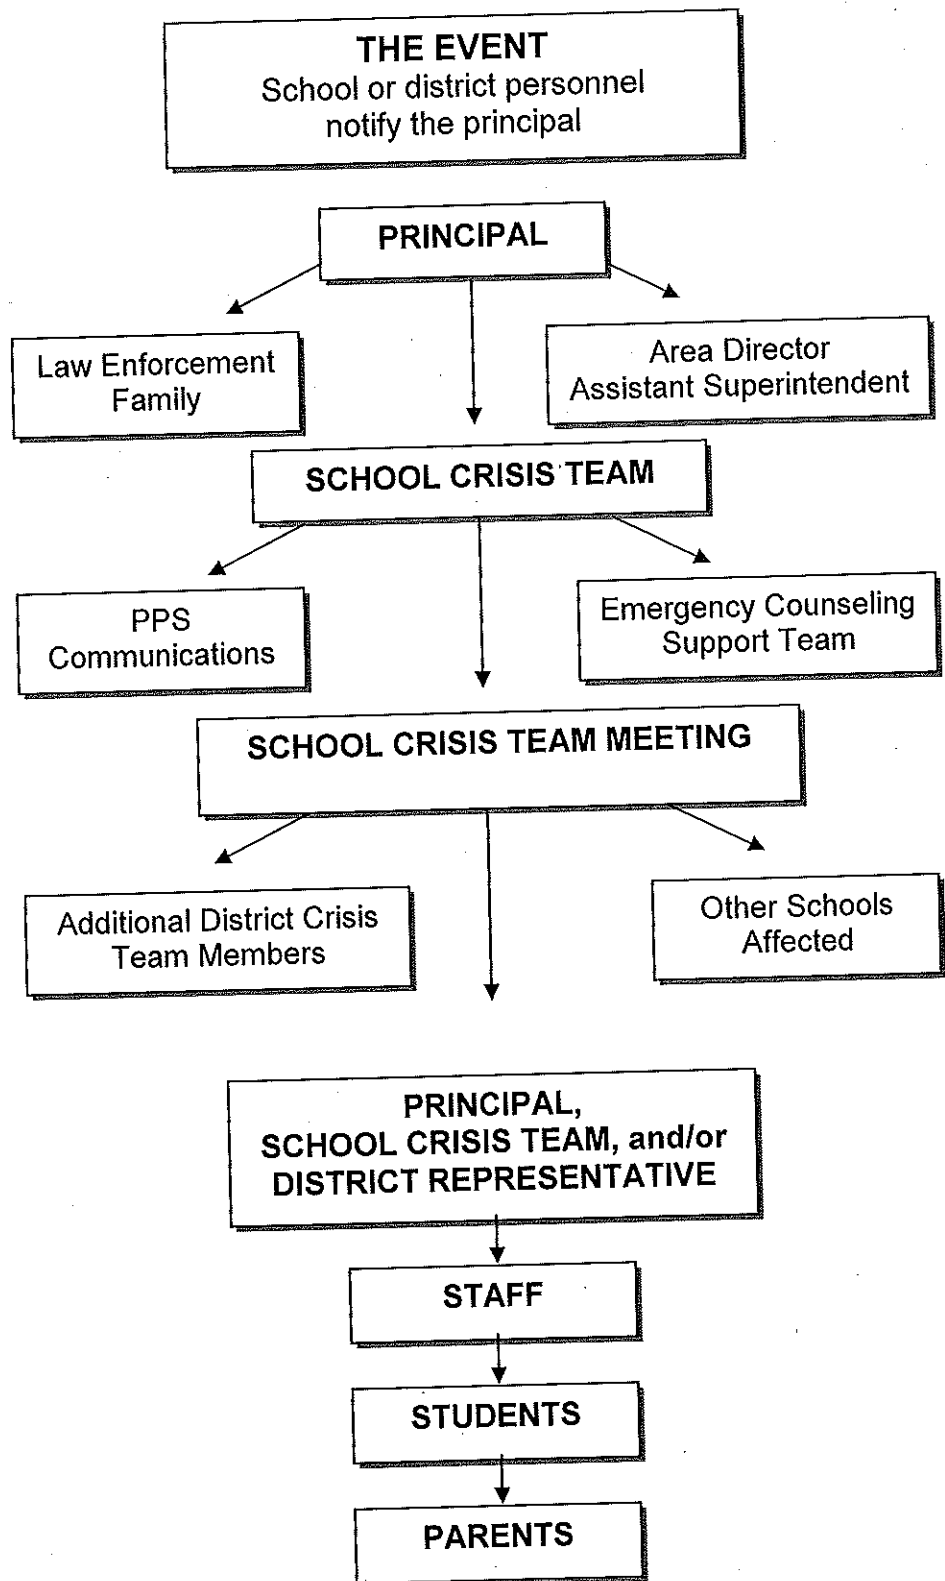 THE EVENT
School or district personnel
notify the principal
PRINCIPAL
Law Enforcement
Family
Area Director
Assistant Superintendent
SCHOOL CRISIS TEAM
PPS
Communications
Emergency Counseling
Support Team
SCHOOL CRISIS TEAM MEETING
Additional District Crisis
Team Members
Other Schools
Affected
PRINCIPAL,
SCHOOL CRISIS TEAM, and/or
DISTRICT REPRESENTATIVE
STAFF
STUDENTS
PARENTS